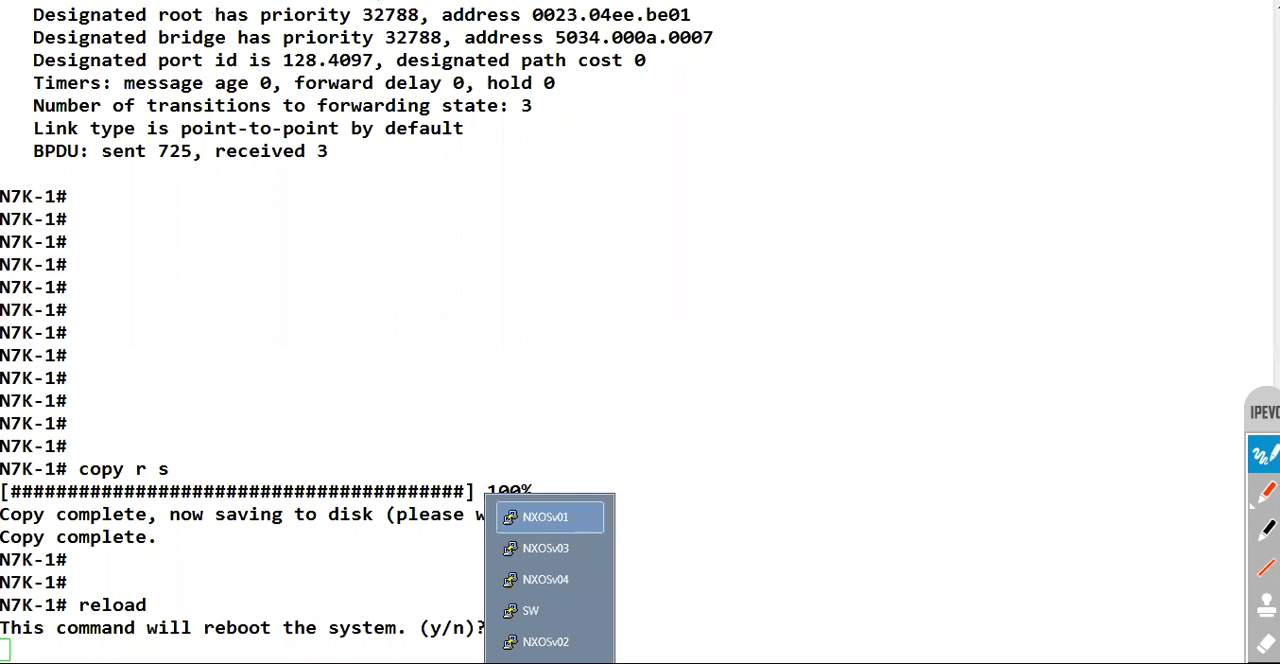 Designated root has priority 32788, address 0023.04ee.be01
Designated bridge has priority 32788, address 5034.000a.0007
Designated port id is 128.4097, designated path cost 0
Timers: message age 0, forward delay 0, hold 0
Number of transitions to forwarding state: 3
Link type is point-to-point by default
BPDU: sent 725, received 3
N7K-1#
N7K-1#
N7K-1#
N7K-1#
N7K-1#
N7K-1#
N7K-1#
N7K-1#
N7K-1#
N7K-1#
N7K-1#
N7K-1#
N7K-1# copy r s
[########################################] 100%
Copy complete, now saving to disk (please w
Copy complete.
N7K-1#
N7K-1#
N7K-1# reload
This command will reboot the system. (y/n)?
NXOSv01
NXOSv03
NXOSv04
SW
NXOSv02
IPEVO